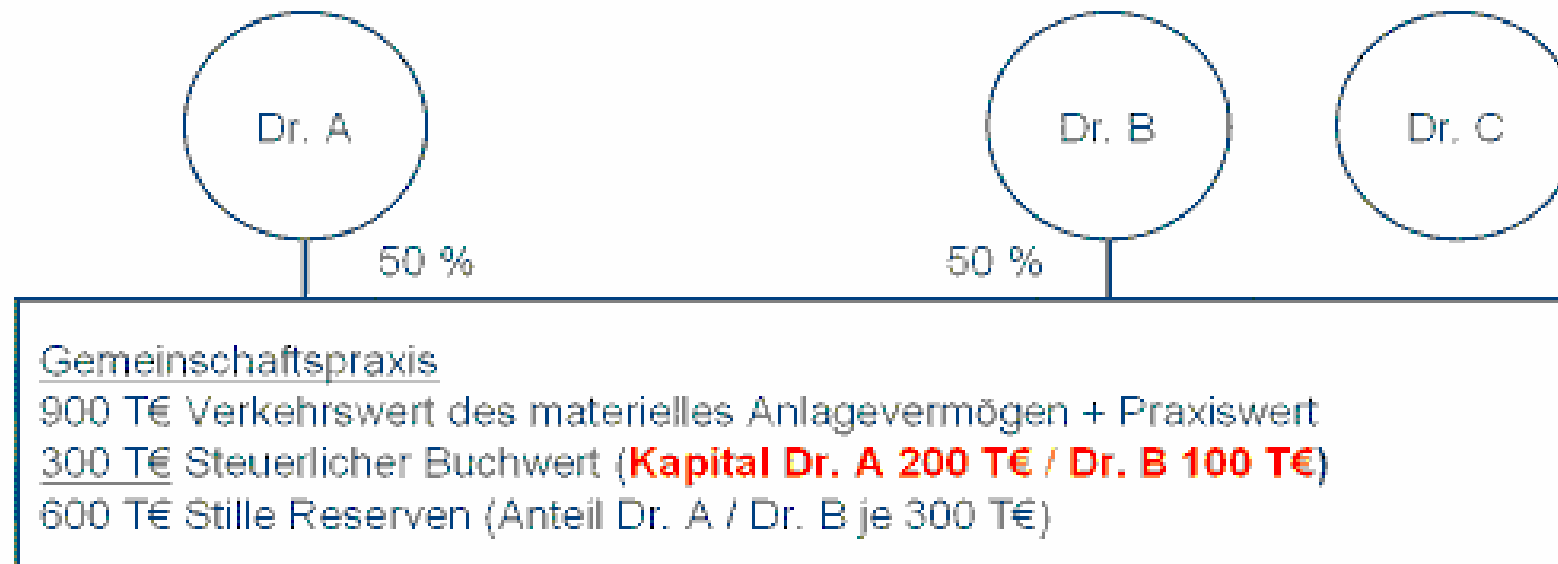 Dr. A
Dr. B
Dr. C
50 %
50 %
Gemeinschaftspraxis
900 T€ Verkehrswert des materielles Anlagevermögen + Praxiswert
300 T€ Steuerlicher Buchwert (Kapital Dr. A 200 T€ / Dr. B 100 T€)
600 T€ Stille Reserven (Anteil Dr. A / Dr. B je 300 T€)